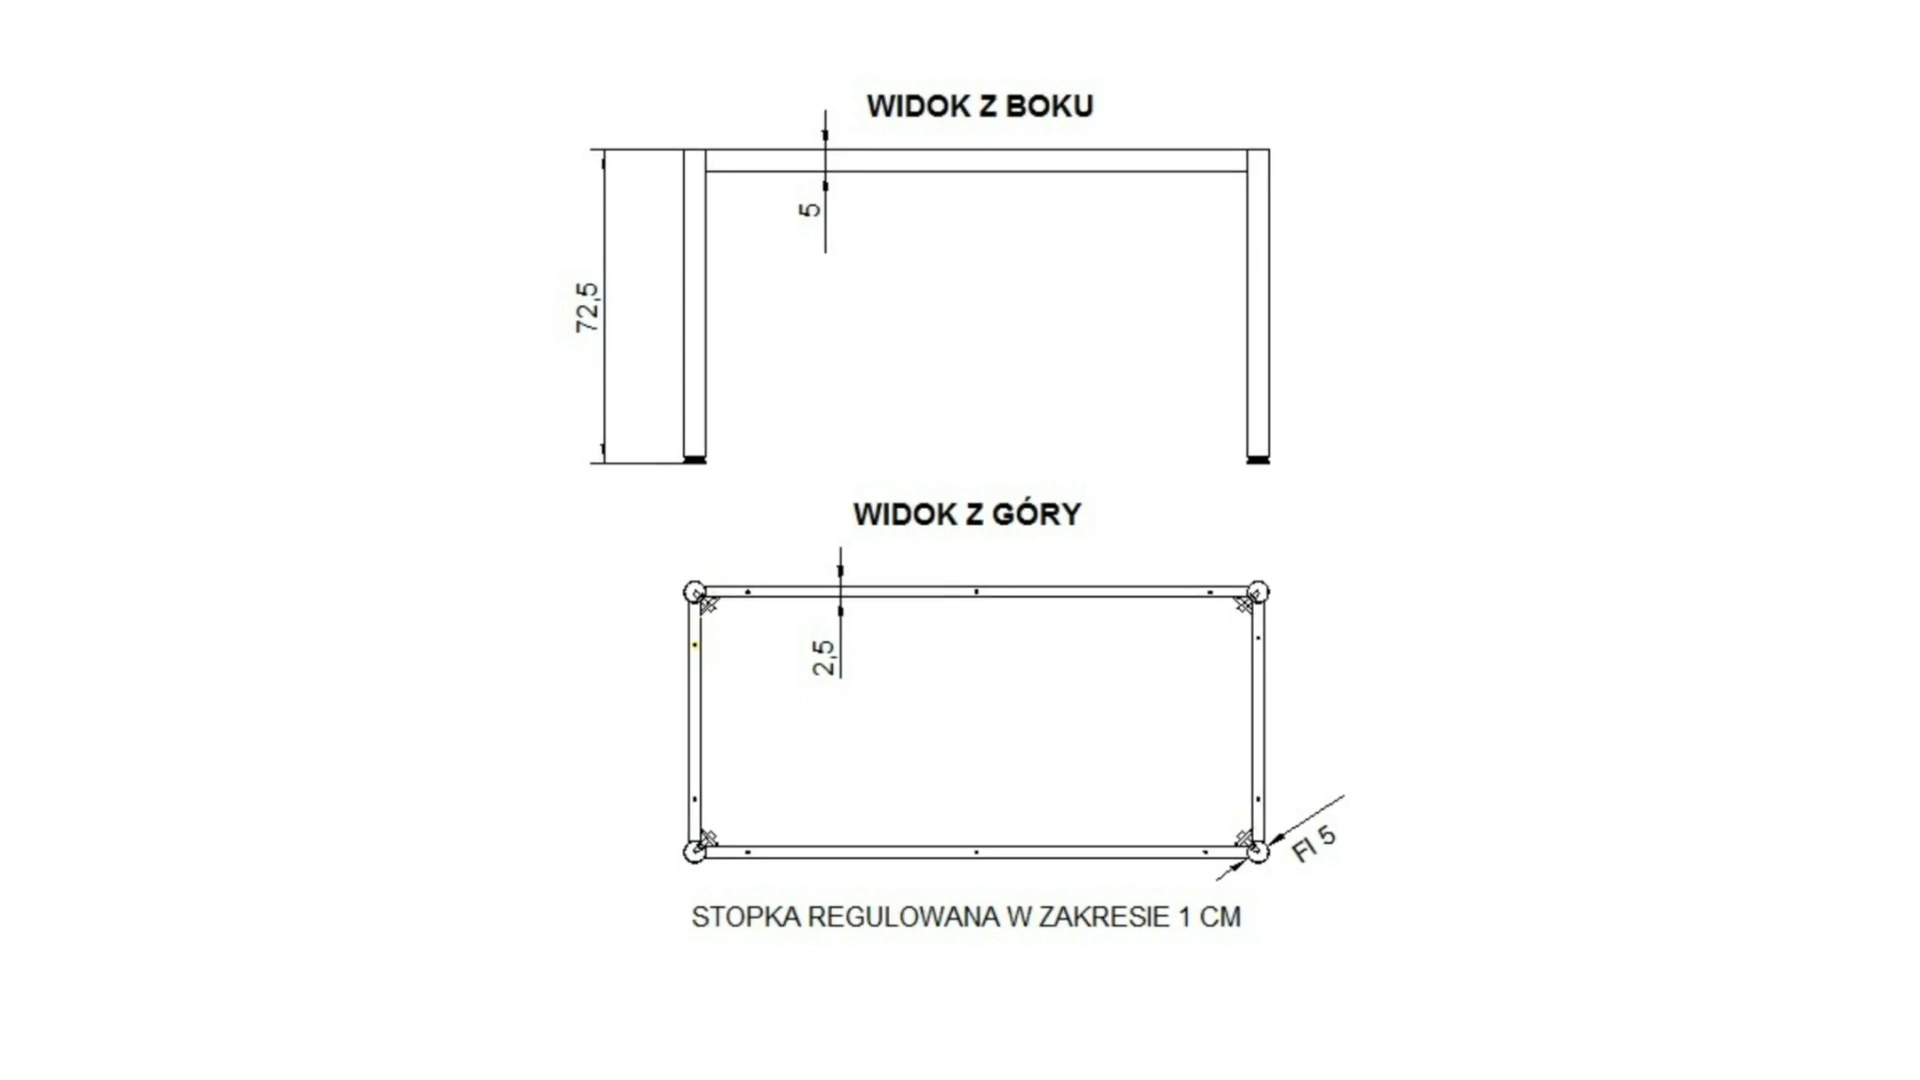 WIDOK Z BOKU
5
72,5
WIDOK Z GÓRY
2,5
FI 5
STOPKA REGULOWANA W ZAKRESIE 1 CM